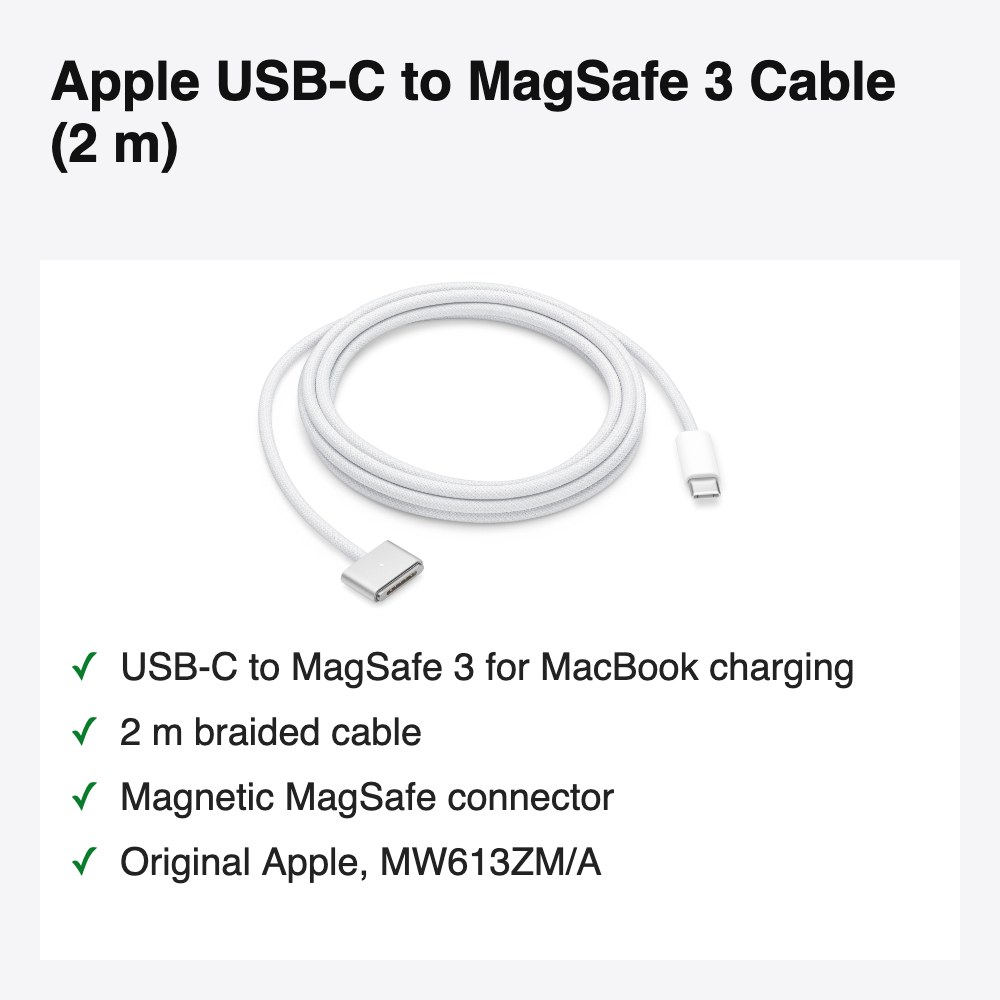 Apple USB-C to MagSafe 3 Cable
(2 m)
✓ USB-C to MagSafe 3 for MacBook charging
✓ 2 m braided cable
✓ Magnetic MagSafe connector
✓ Original Apple, MW613ZM/A